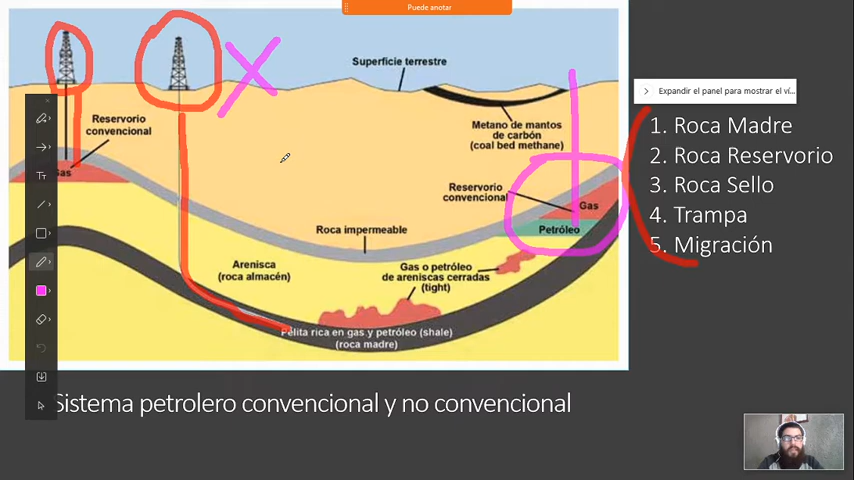 Puede anotar
Superficie terrestre
Expandir el panel para mostrar el ví...
Reservorio
convencional
Metano de mantos
de carbón
(coal bed methane)
1. Roca Madre
2. Roca Reservorio
3. Roca Sello
4. Trampa
5. Migración
Gas
Reservorio
convencional
Gas
Petróleo
Roca impermeable
Arenisca
(roca almacén)
Gas o petróleo
de areniscas cerradas
(tight)
Pelita rica en gas y petróleo (shale)
(roca madre)
Sistema petrolero convencional y no convencional
Tт